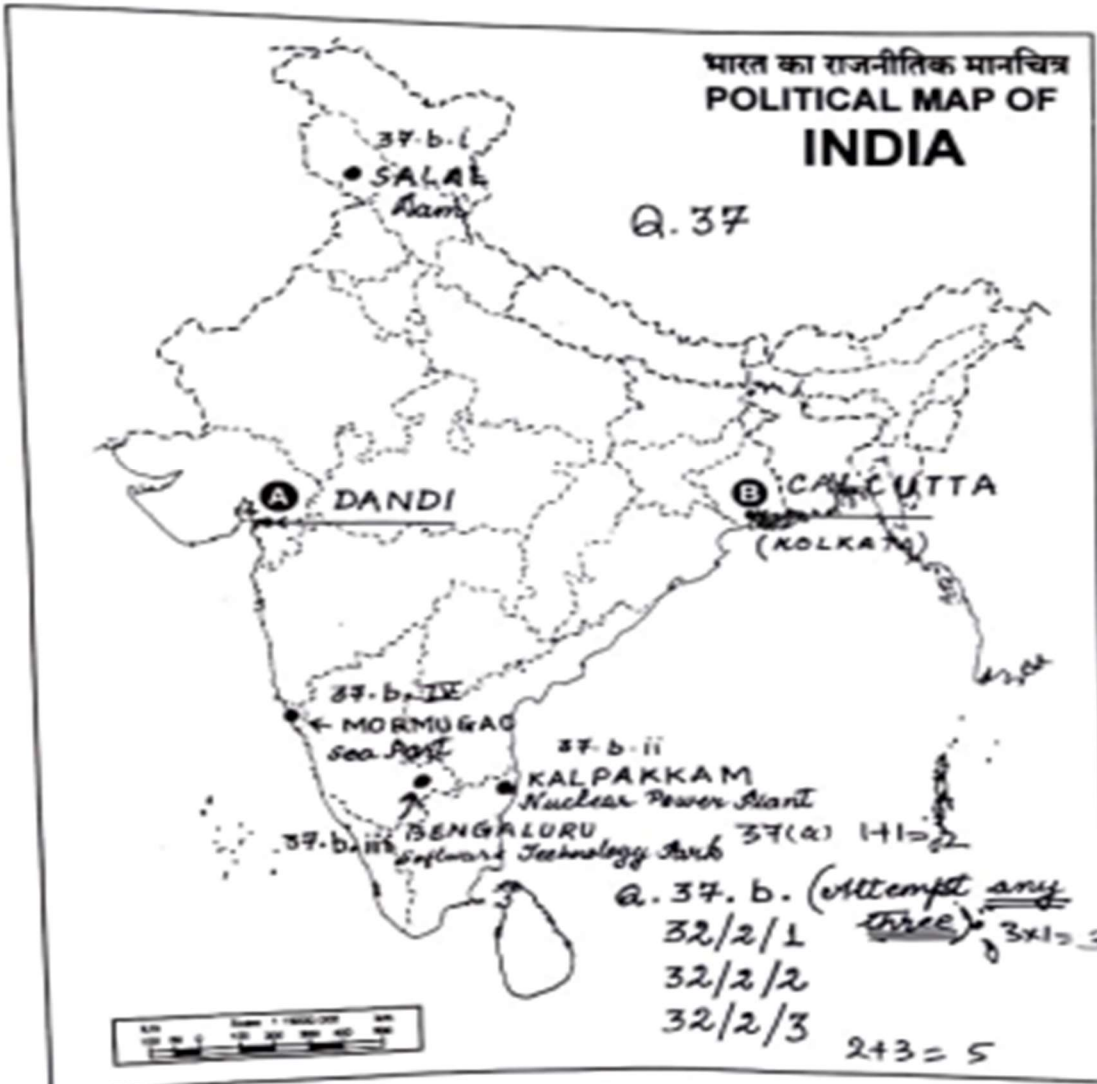 भारत का राजनीतिक मानचित्र
POLITICAL MAP OF
INDIA
Q. 37
37-b-i
SALAL
Dam
A DANDI
B CALCUTTA
(KOLKATA)
37-b-IV
← MORMUGAO
Sea Port
37-b-ii
KALPAKKAM
Nuclear Power Plant
37-b-iii BENGALURU
Software Technology Park
37(a) 1+1=2
Q. 37. b. (Attempt any
three) 3x1=3
32/2/1
32/2/2
32/2/3
2+3 = 5